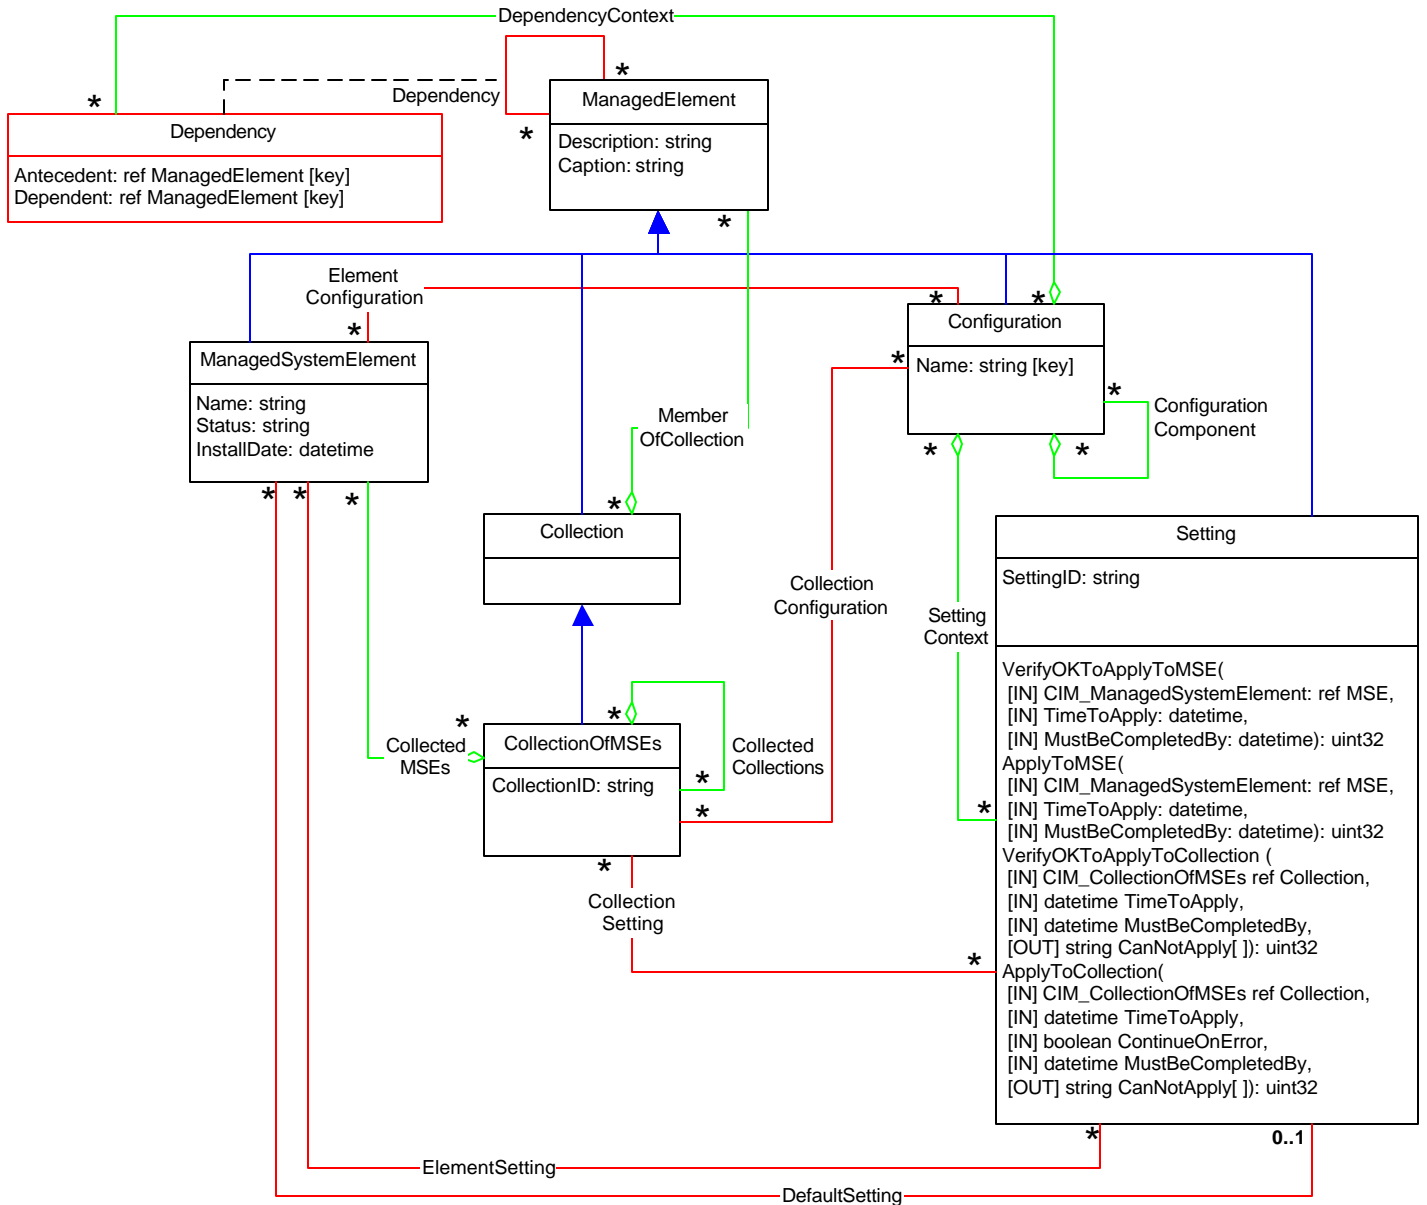 DependencyContext
*
Dependency
*
ManagedElement
*
Dependency
Description: string
Caption: string
Antecedent: ref ManagedElement [key]
Dependent: ref ManagedElement [key]
*
Element
Configuration
*
*
*
Configuration
ManagedSystemElement
*
Name: string [key]
Name: string
Status: string
InstallDate: datetime
*
Configuration
Component
Member
OfCollection
*
*
*
*
*
*
Collection
Setting
SettingID: string
Collection
Configuration
Setting
Context
VerifyOKToApplyToMSE(
[IN] CIM_ManagedSystemElement: ref MSE,
[IN] TimeToApply: datetime,
[IN] MustBeCompletedBy: datetime): uint32
ApplyToMSE(
[IN] CIM_ManagedSystemElement: ref MSE,
[IN] TimeToApply: datetime,
[IN] MustBeCompletedBy: datetime): uint32
VerifyOKToApplyToCollection (
[IN] CIM_CollectionOfMSEs ref Collection,
[IN] datetime TimeToApply,
[IN] datetime MustBeCompletedBy,
[OUT] string CanNotApply[ ]): uint32
ApplyToCollection(
[IN] CIM_CollectionOfMSEs ref Collection,
[IN] datetime TimeToApply,
[IN] boolean ContinueOnError,
[IN] datetime MustBeCompletedBy,
[OUT] string CanNotApply[ ]): uint32
*
*
Collected
MSEs
CollectionOfMSEs
Collected
Collections
CollectionID: string
*
*
*
*
Collection
Setting
*
*
0..1
ElementSetting
DefaultSetting